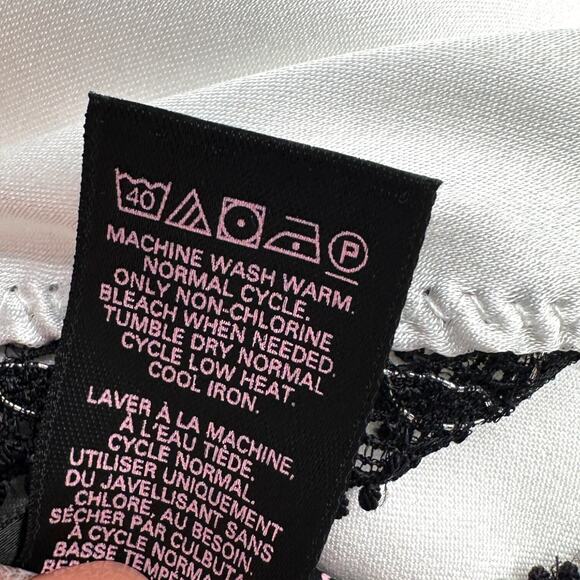 40 P
MACHINE WASH WARM.
NORMAL CYCLE.
ONLY NON-CHLORINE
BLEACH WHEN NEEDED.
TUMBLE DRY NORMAL
CYCLE LOW HEAT.
COOL IRON.
LAVER À LA MACHINE,
À L'EAU TIÈDE
CYCLE NORMAL.
UTILISER UNIQUEMENT
DU JAVELLISANT SANS
CHLORE, AU BESOIN.
SÉCHER PAR CULBUTA
À CYCLE NORMA
BASSE TEMPÉ